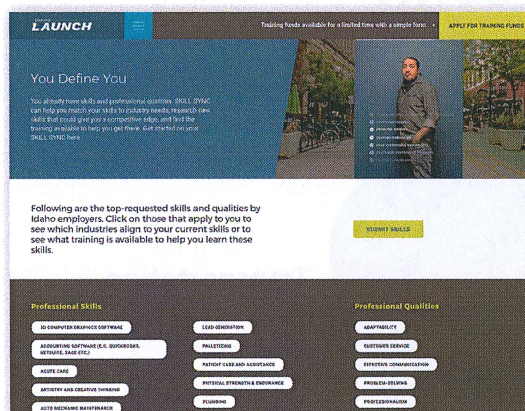 LAUNCH
Training funds available for a limited time with a simple form.
APPLY FOR TRAINING FUNDS
You Define You
You already have skills and professional qualities. SKILL SYNC
can help you match your skills to industry needs, research new
skills that could give you a competitive edge, and find the
training available to help you get there. Get started on your
SKILL SYNC here.
Following are the top-requested skills and qualities by
Idaho employers. Click on those that apply to you to
see which industries align to your current skills or to
see what training is available to help you learn these
skills.
SUBMIT SKILLS
Professional Skills
3D COMPUTER GRAPHICS SOFTWARE
ACCOUNTING SOFTWARE (E.G. QUICKBOOKS,
NETSUITE, SAGE ETC.)
ACUTE CARE
ARTISTRY AND CREATIVE THINKING
AUTO MECHANIC MAINTENANCE
LEAD GENERATION
PALLETIZING
PATIENT CARE AND ASSISTANCE
PHYSICAL STRENGTH & ENDURANCE
PLUMBING
Professional Qualities
ADAPTABILITY
CUSTOMER SERVICE
EFFECTIVE COMMUNICATION
PROBLEM-SOLVING
PROFESSIONALISM